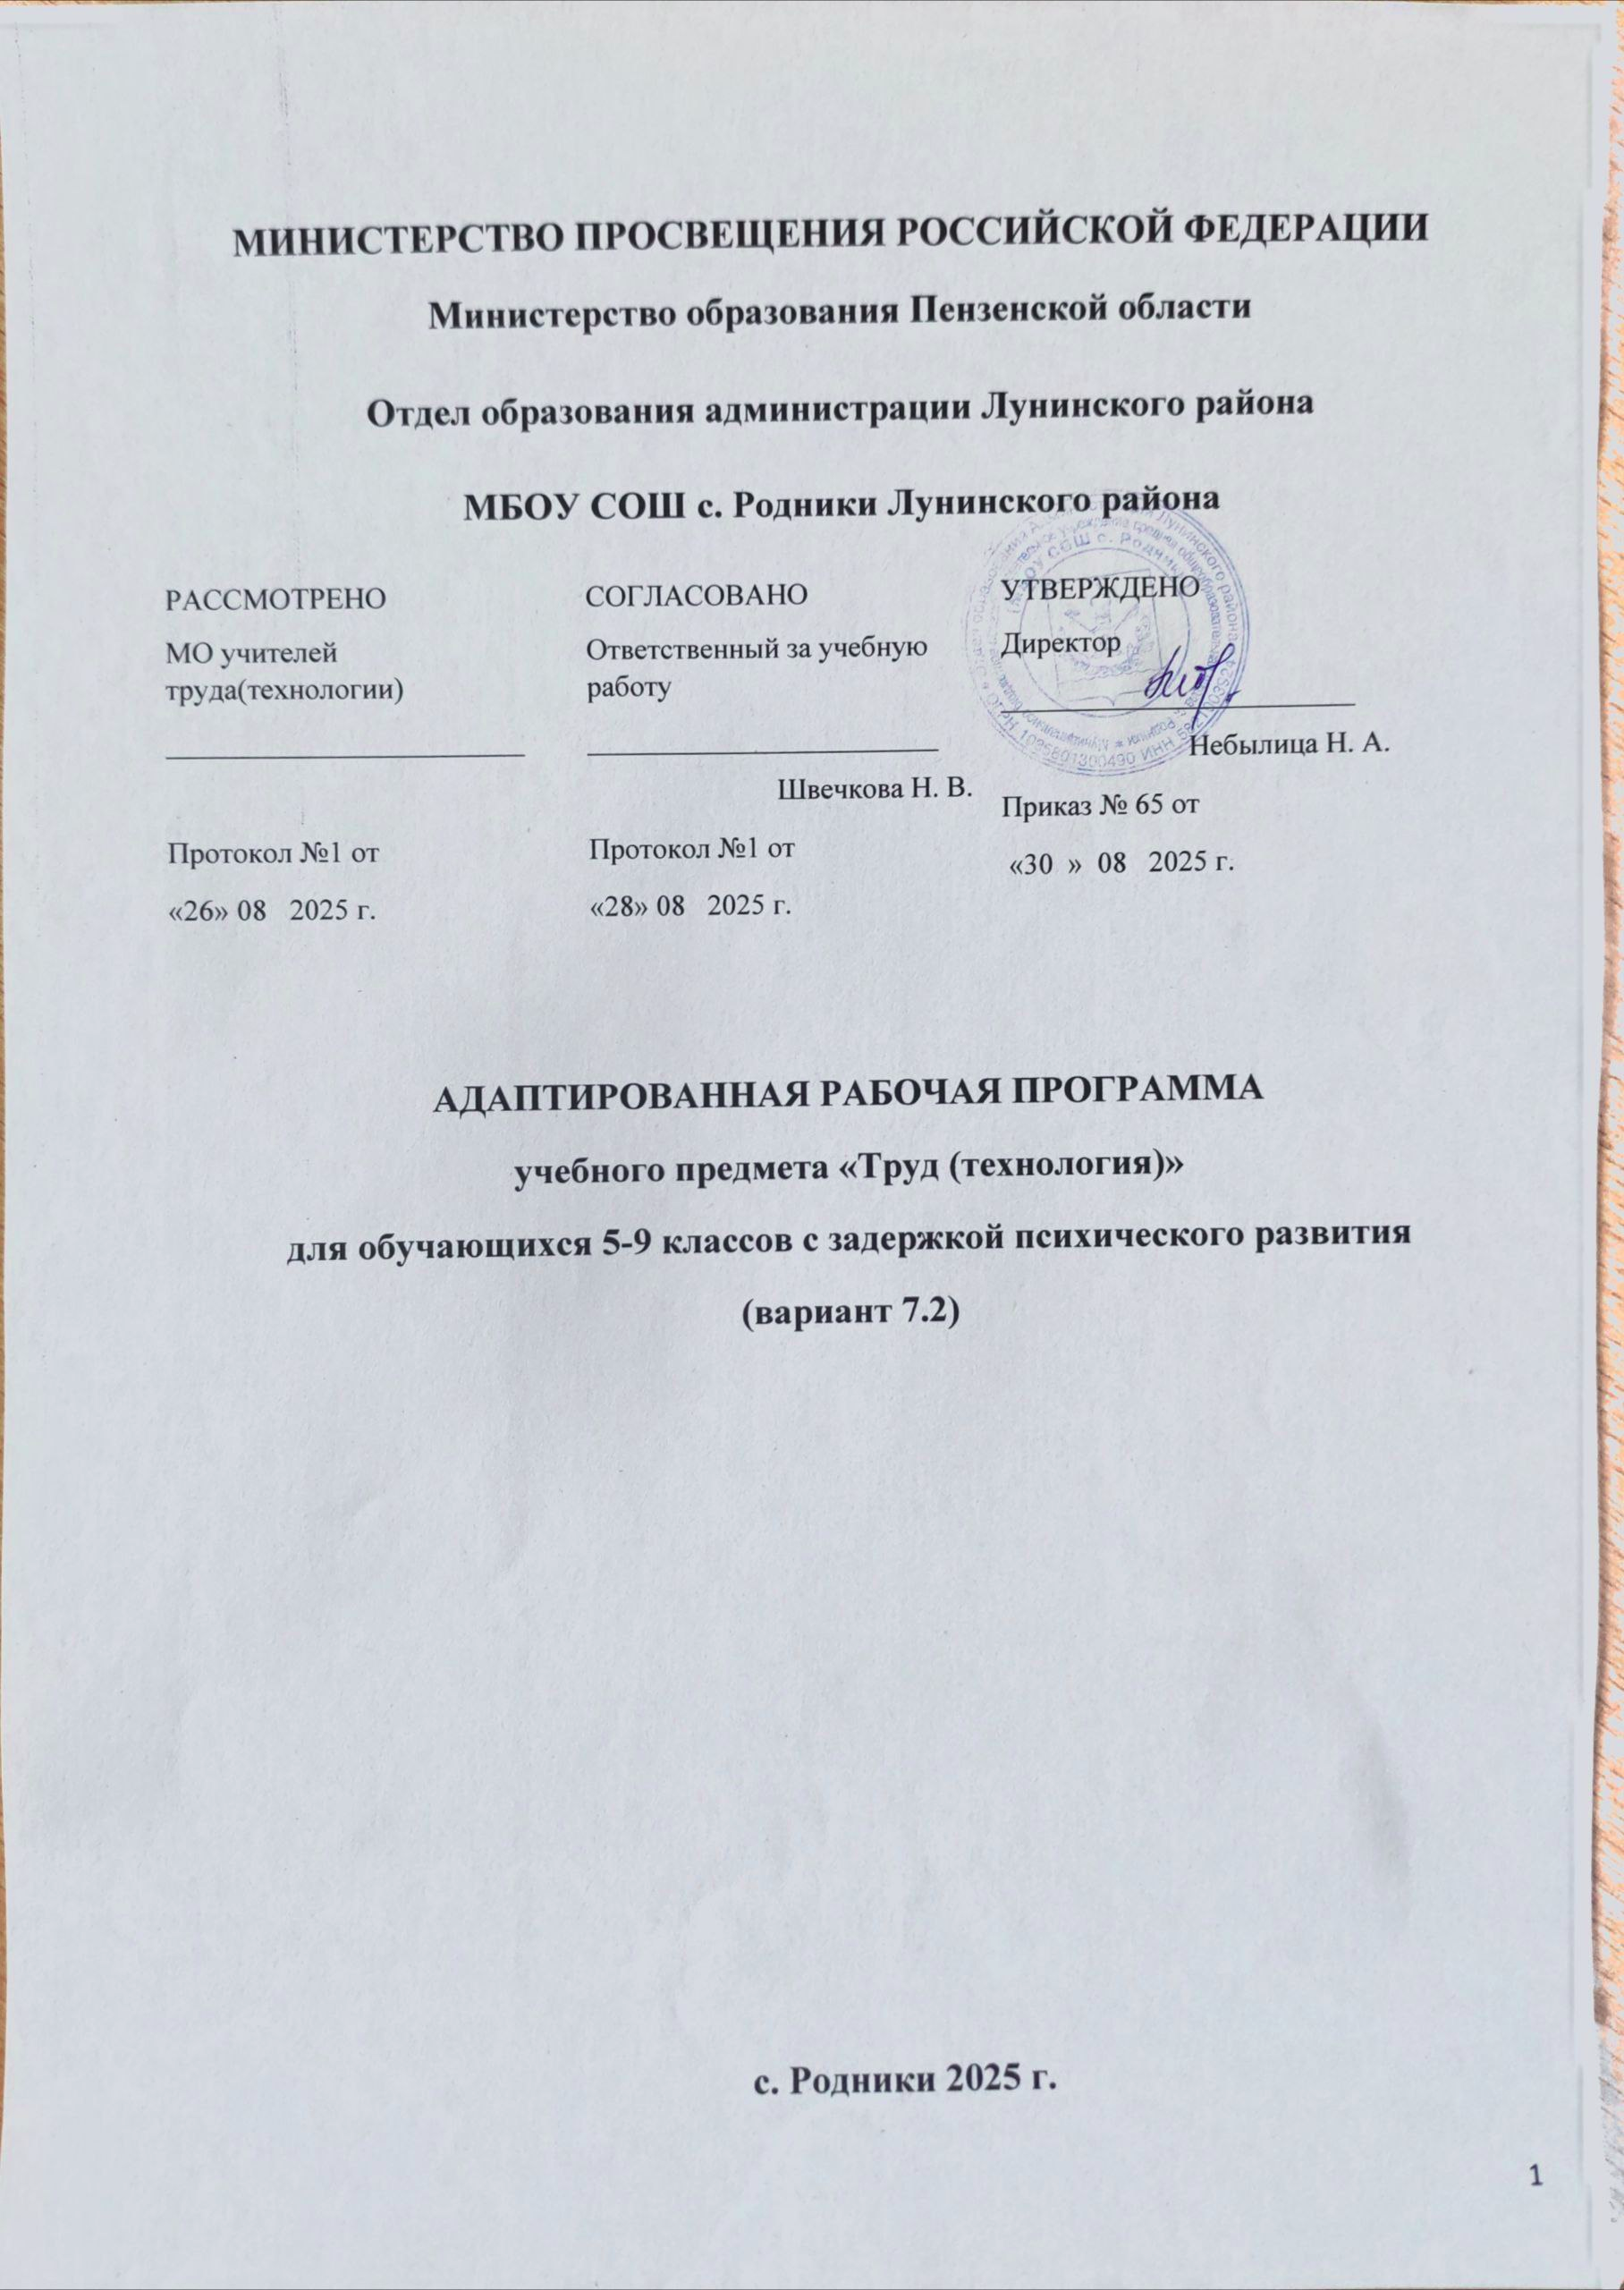 МИНИСТЕРСТВО ПРОСВЕЩЕНИЯ РОССИЙСКОЙ ФЕДЕРАЦИИ
Министерство образования Пензенской области
Отдел образования администрации Лунинского района
МБОУ СОШ с. Родники Лунинского района
РАССМОТРЕНО
МО учителей
труда(технологии)
Протокол №1 от
«26» 08 2025 г.
СОГЛАСОВАНО
Ответственный за учебную
работу
Швечкова Н. В.
Протокол №1 от
«28» 08 2025 г.
УТВЕРЖДЕНО
Директор
Небылица Н. А.
Приказ № 65 от
«30 » 08 2025 г.
ОГРН 1025801300490 ИНН
АДАПТИРОВАННАЯ РАБОЧАЯ ПРОГРАММА
учебного предмета «Труд (технология)»
для обучающихся 5-9 классов с задержкой психического развития
(вариант 7.2)
с. Родники 2025 г.
1